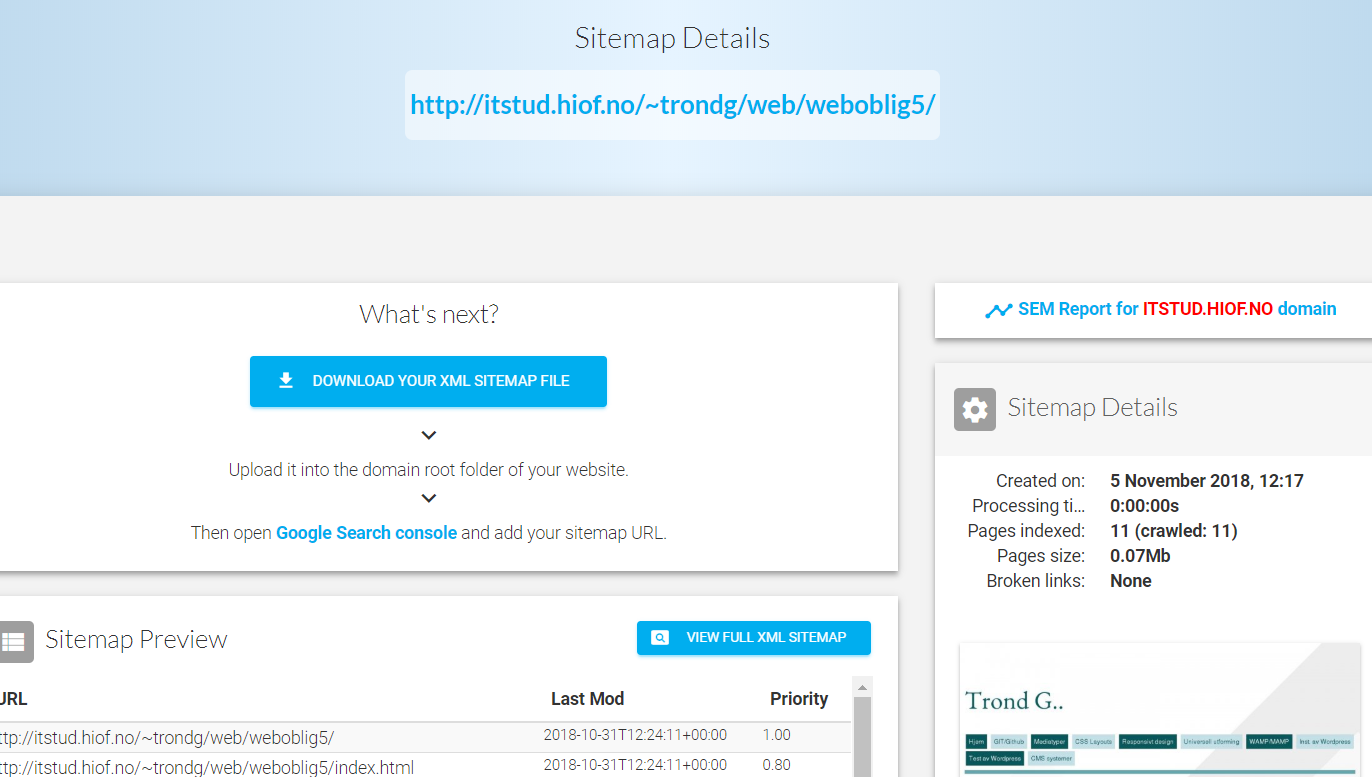 Sitemap Details
http://itstud.hiof.no/~trondg/web/weboblig5/
What's next?
DOWNLOAD YOUR XML SITEMAP FILE
Upload it into the domain root folder of your website.
Then open Google Search console and add your sitemap URL.
Sitemap Preview
VIEW FULL XML SITEMAP
URL Last Mod Priority
ttp://itstud.hiof.no/~trondg/web/weboblig5/ 2018-10-31T12:24:11+00:00 1.00
ttp://itstud.hiof.no/~trondg/web/weboblig5/index.html 2018-10-31T12:24:11+00:00 0.80
SEM Report for ITSTUD.HIOF.NO domain
Sitemap Details
Created on: 5 November 2018, 12:17
Processing ti... 0:00:00s
Pages indexed: 11 (crawled: 11)
Pages size: 0.07Mb
Broken links: None
Trond G..
Hjem GIT/Github Mediatyper CSS Layouts Responsivt design Universell utforming WAMP/MAMP Inst. av Wordpress
Test av Wordpress CMS systemer